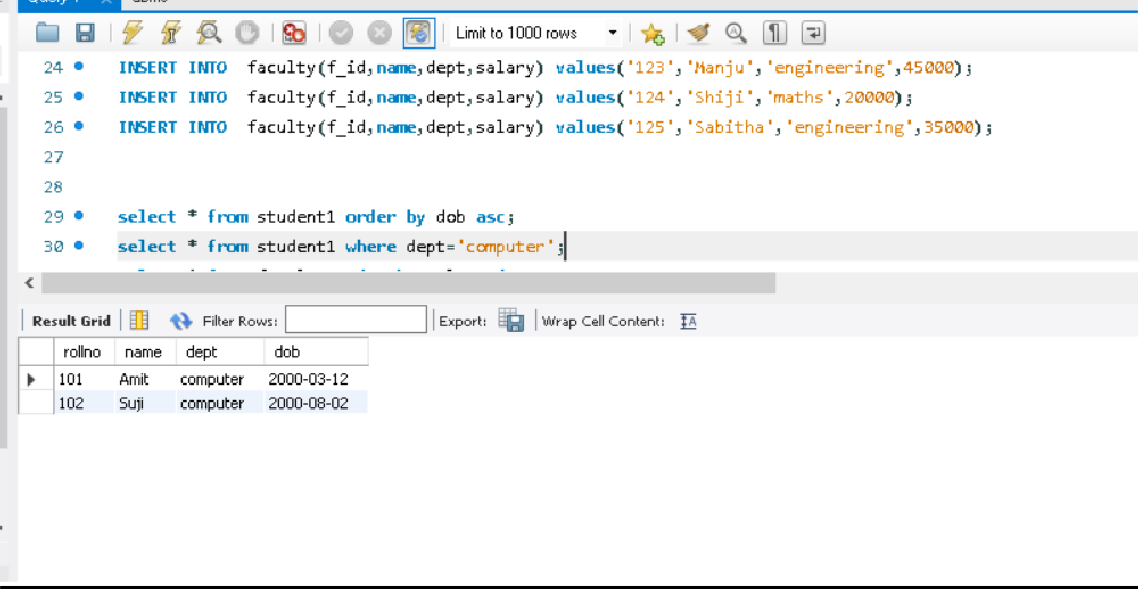 Limit to 1000 rows
24 INSERT INTO faculty(f_id,name,dept,salary) values('123','Manju','engineering',45000);
25 INSERT INTO faculty(f_id,name,dept,salary) values('124','Shiji','maths',20000);
26 INSERT INTO faculty(f_id,name,dept,salary) values('125','Sabitha','engineering',35000);
27
28
29 select * from student1 order by dob asc;
30 select * from student1 where dept='computer';
Result Grid Filter Rows: Export: Wrap Cell Content: IA
rollno name dept dob
101 Amit computer 2000-03-12
102 Suji computer 2000-08-02